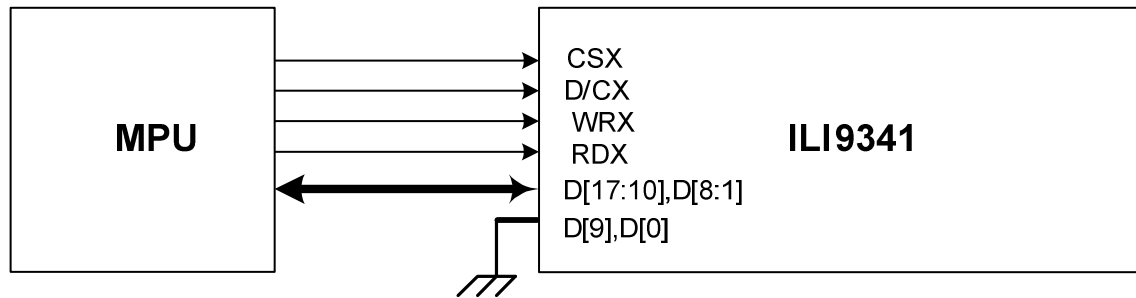 MPU
CSX
D/CX
WRX
RDX
D[17:10],D[8:1]
D[9],D[0]
ILI9341